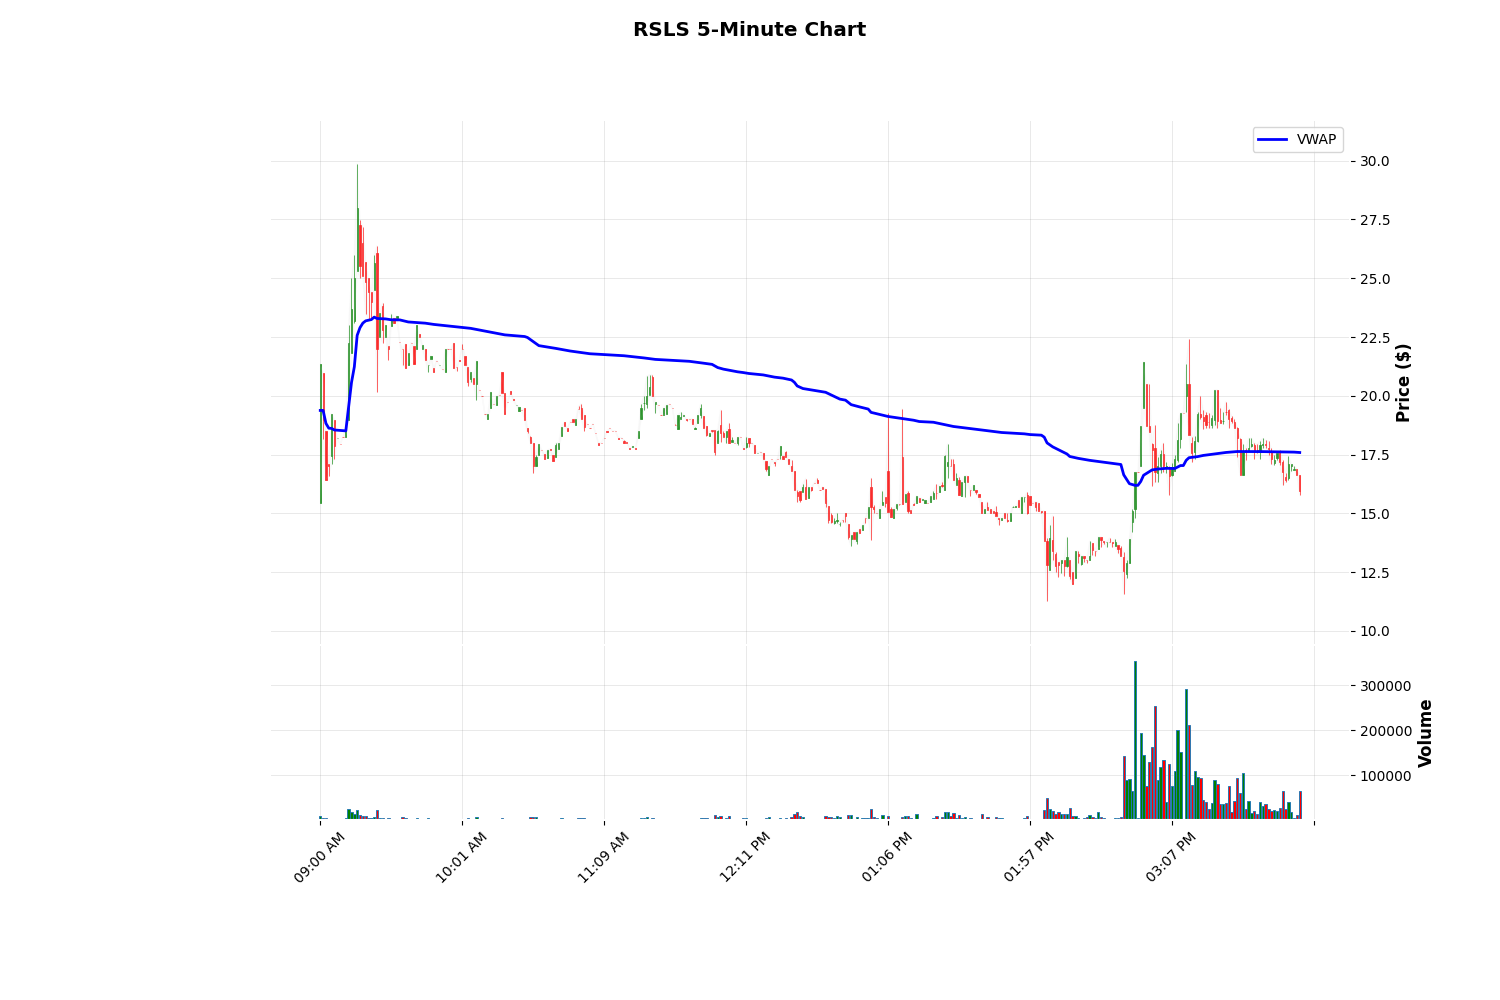 RSLS 5-Minute Chart
VWAP
30.0
27.5
25.0
22.5
20.0
17.5
15.0
12.5
10.0
Price ($)
300000
200000
100000
Volume
09:00 AM
10:01 AM
11:09 AM
12:11 PM
01:06 PM
01:57 PM
03:07 PM